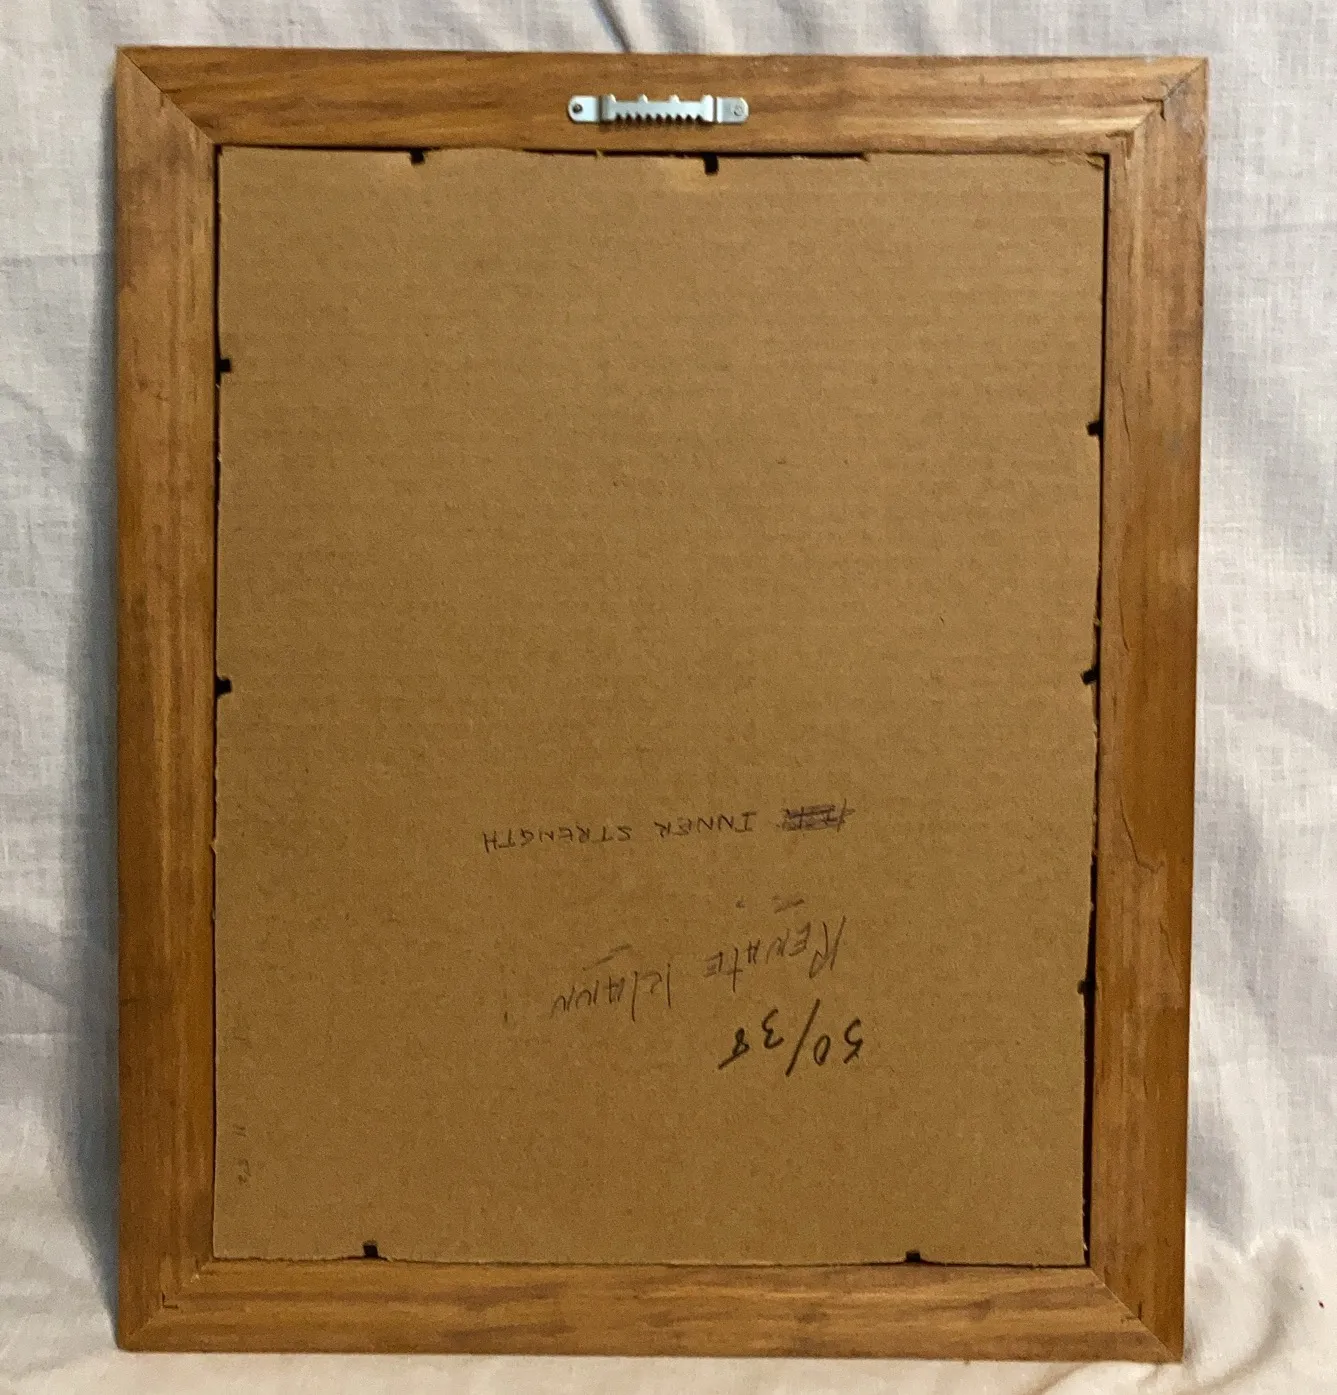 50/38
RENATE
INNER STRENGTH